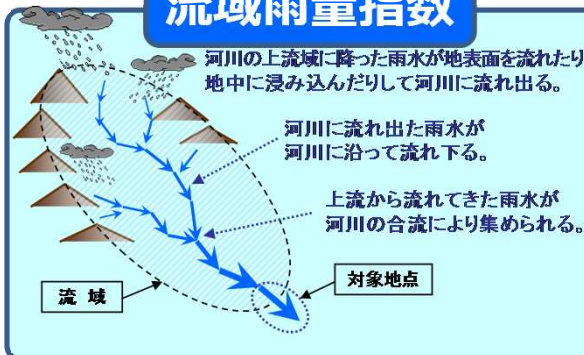 流域雨量指数
河川の上流域に降った雨水が地表面を流れたり
地中に浸み込んだりして河川に流れ出る。
河川に流れ出た雨水が
河川に沿って流れ下る。
上流から流れてきた雨水が
河川の合流により集められる。
対象地点
流 域